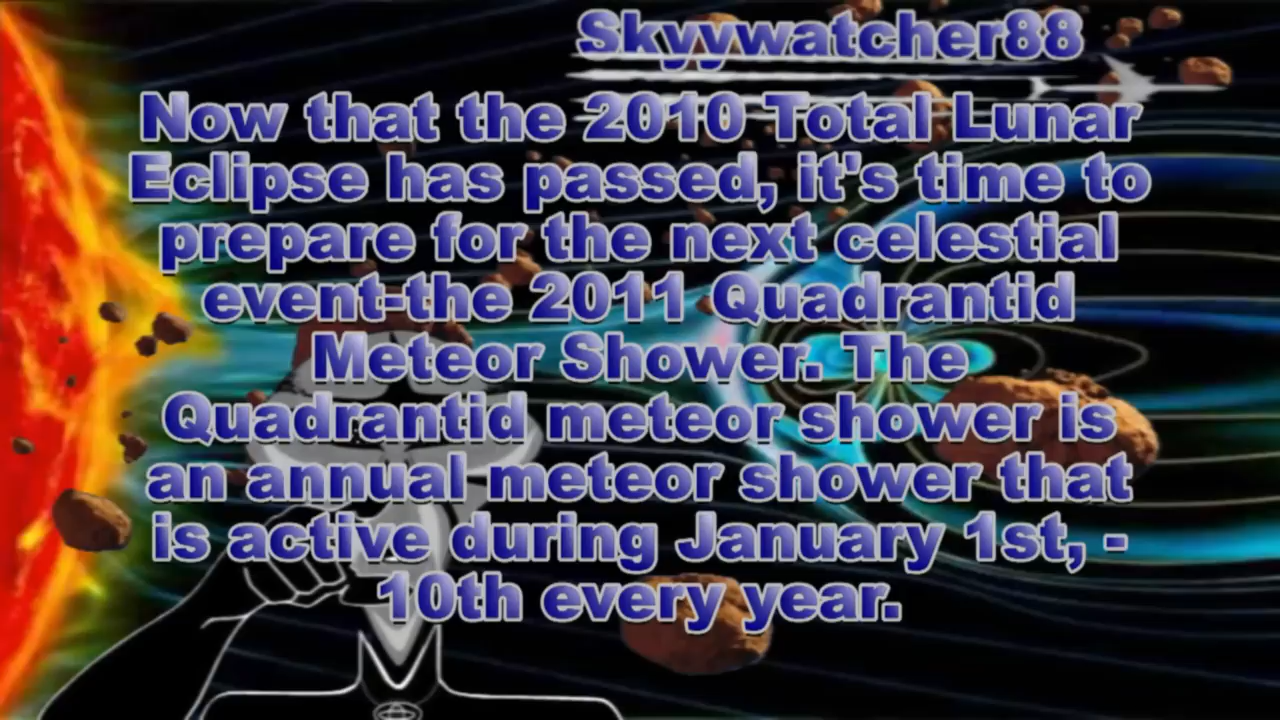 Skyywatcher88
Now that the 2010 Total Lunar
Eclipse has passed, it's time to
prepare for the next celestial
event-the 2011 Quadrantid
Meteor Shower. The
Quadrantid meteor shower is
an annual meteor shower that
is active during January 1st, -
10th every year.